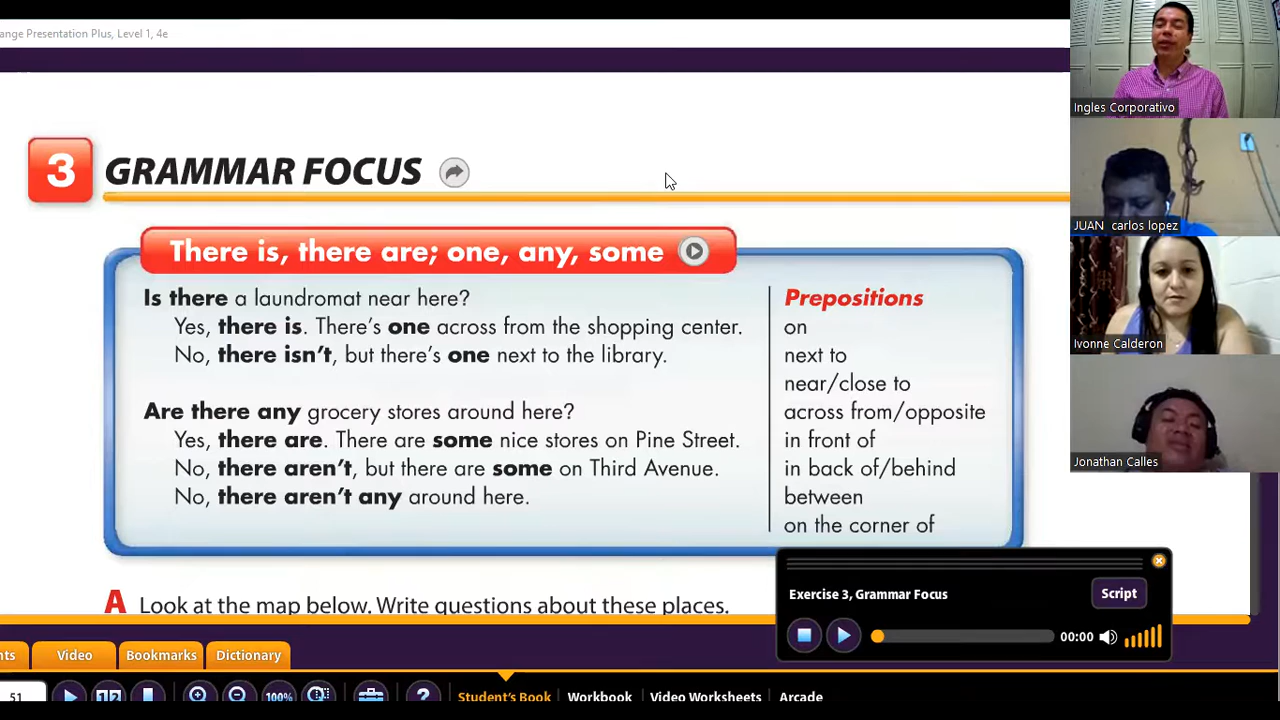 ange Presentation Plus, Level 1, 4e
3 GRAMMAR FOCUS
There is, there are; one, any, some
Is there a laundromat near here?
Yes, there is. There's one across from the shopping center.
No, there isn't, but there's one next to the library.
Are there any grocery stores around here?
Yes, there are. There are some nice stores on Pine Street.
No, there aren't, but there are some on Third Avenue.
No, there aren't any around here.
Prepositions
on
next to
near/close to
across from/opposite
in front of
in back of/behind
between
on the corner of
A Look at the map below. Write questions about these places.
Exercise 3, Grammar Focus
Script
00:00
Ingles Corporativo
JUAN carlos lopez
Ivonne Calderon
Jonathan Calles
nts
Video
Bookmarks
Dictionary
51
1 2
100%
?
Student's Book
Workbook
Video Worksheets
Arcade